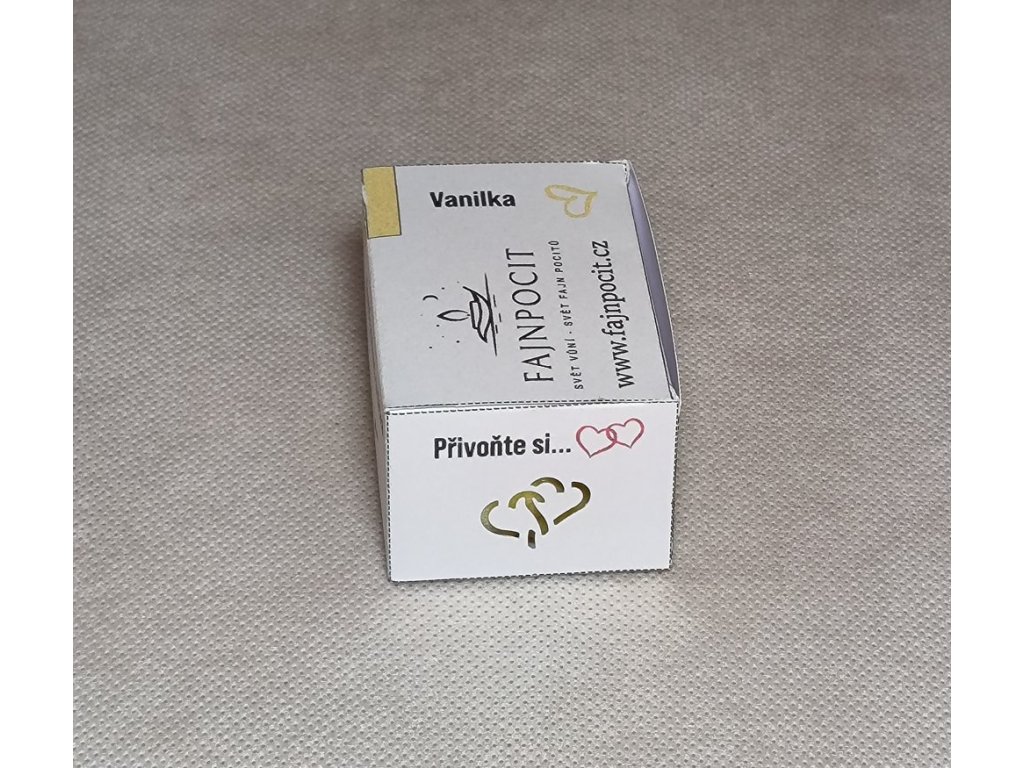 Vanilka
FAJNPOCIT
SVĚT VŮNÍ - SVĚT FAJN POCITŮ
www.fajnpocit.cz
Přivoňte si...